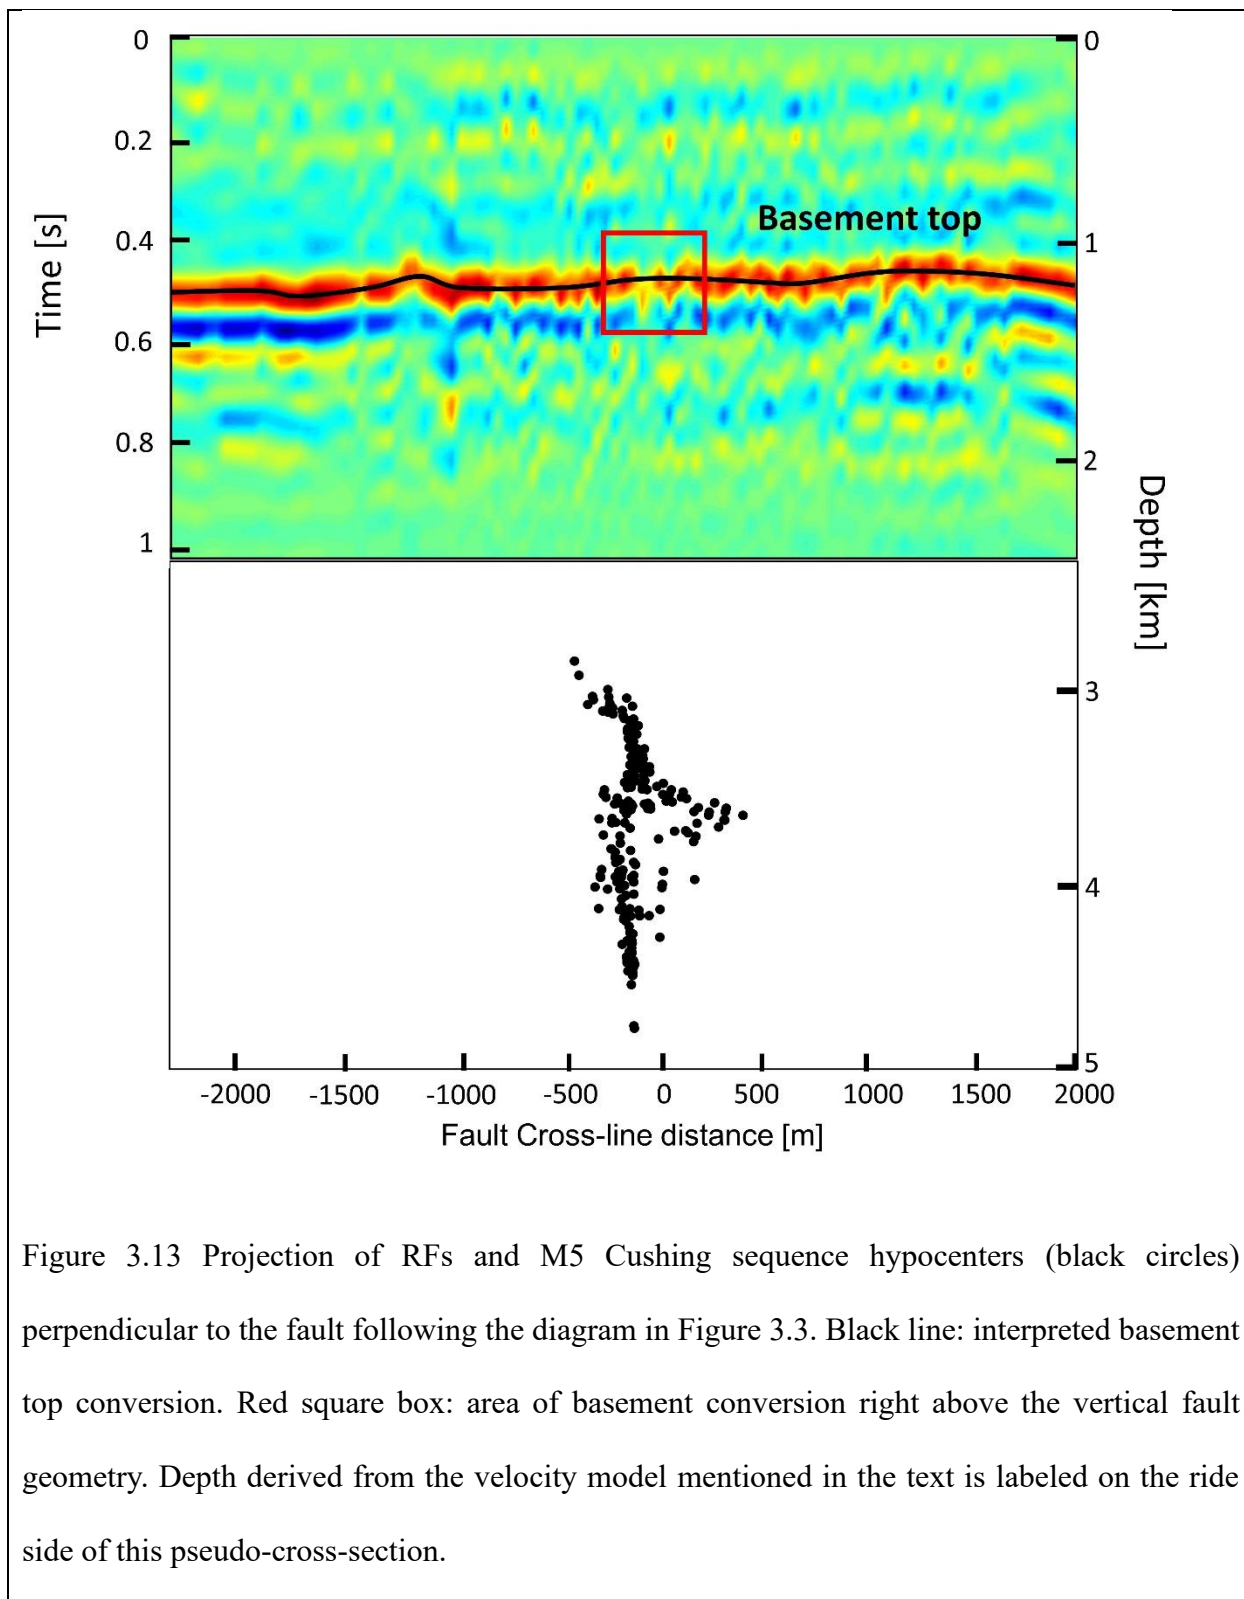 0
0
0.2
Basement top
0.4
1
Time [s]
0.6
0.8
2
1
Depth [km]
3
4
5
-2000 -1500 -1000 -500 0 500 1000 1500 2000
Fault Cross-line distance [m]
Figure 3.13 Projection of RFs and M5 Cushing sequence hypocenters (black circles)
perpendicular to the fault following the diagram in Figure 3.3. Black line: interpreted basement
top conversion. Red square box: area of basement conversion right above the vertical fault
geometry. Depth derived from the velocity model mentioned in the text is labeled on the ride
side of this pseudo-cross-section.